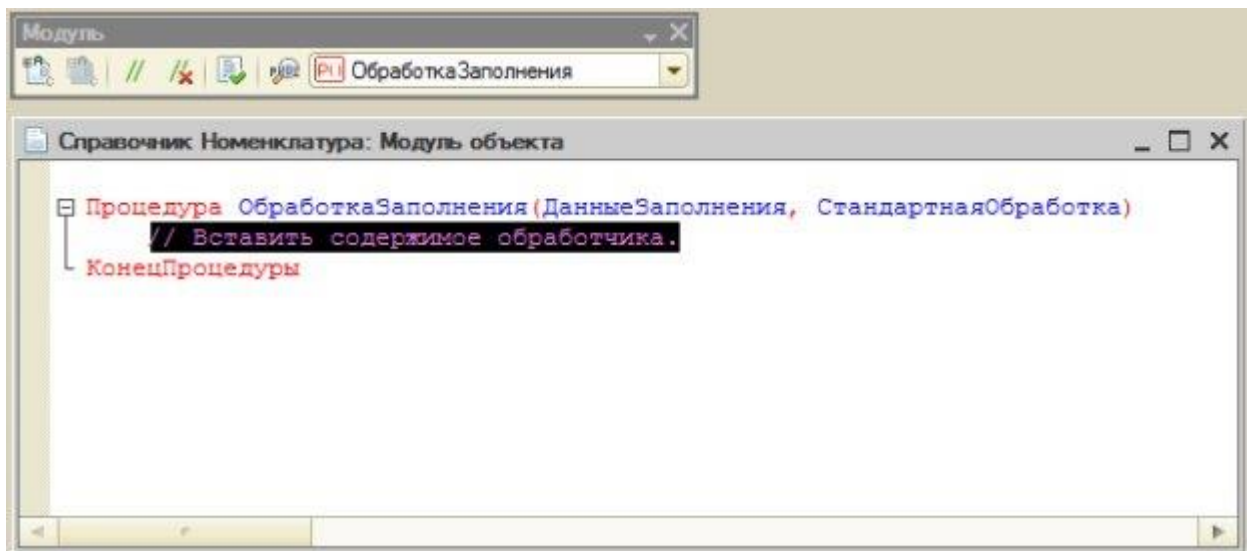 Модуль
ОбработкаЗаполнения
Справочник Номенклатура: Модуль объекта
Процедура ОбработкаЗаполнения(ДанныеЗаполнения, СтандартнаяОбработка)
// Вставить содержимое обработчика.
КонецПроцедуры